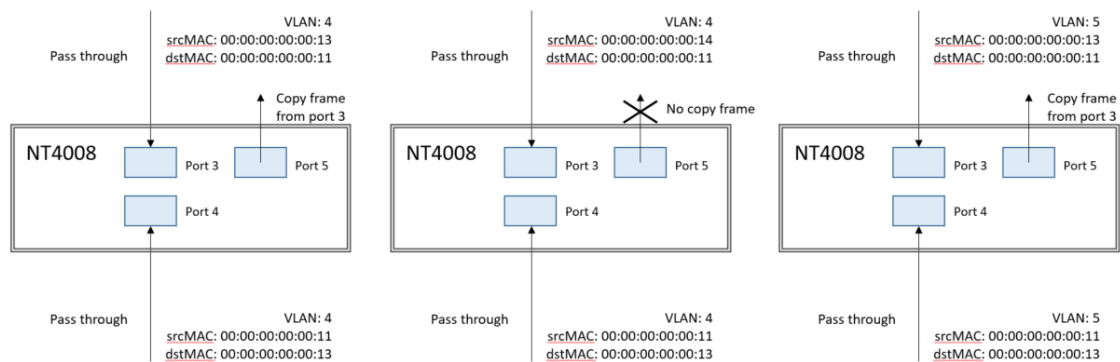 VLAN: 4
srcMAC: 00:00:00:00:00:13
Pass through
dstMAC: 00:00:00:00:00:11
Copy frame
from port 3
NT4008
Port 3
Port 5
Port 4
Pass through
VLAN: 4
srcMAC: 00:00:00:00:00:11
dstMAC: 00:00:00:00:00:13
VLAN: 4
srcMAC: 00:00:00:00:00:14
Pass through
dstMAC: 00:00:00:00:00:11
No copy frame
NT4008
Port 3
Port 5
Port 4
Pass through
VLAN: 4
srcMAC: 00:00:00:00:00:11
dstMAC: 00:00:00:00:00:13
VLAN: 5
srcMAC: 00:00:00:00:00:13
Pass through
dstMAC: 00:00:00:00:00:11
Copy frame
from port 3
NT4008
Port 3
Port 5
Port 4
Pass through
VLAN: 5
srcMAC: 00:00:00:00:00:11
dstMAC: 00:00:00:00:00:13